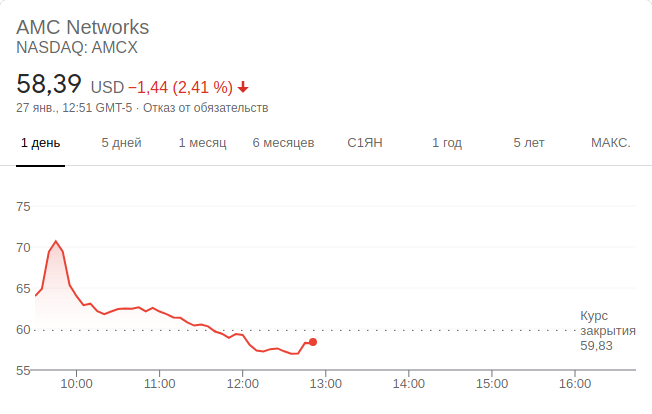 AMC Networks
NASDAQ: AMCX
58,39 USD −1,44 (2,41 %)
27 янв., 12:51 GMT-5 · Отказ от обязательств
1 день 5 дней 1 месяц 6 месяцев С1ЯН 1 год 5 лет МАКС.
75
70
65
60
55
Курс
закрытия
59,83
10:00 11:00 12:00 13:00 14:00 15:00 16:00